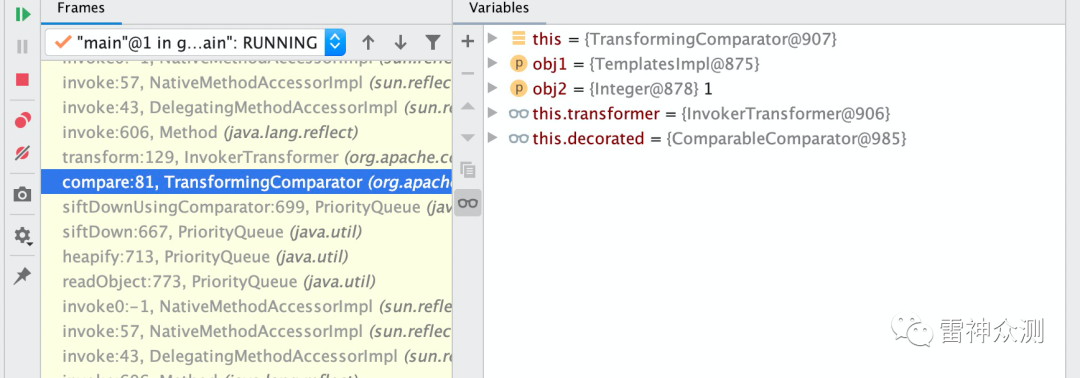 Frames
"main"@1 in g...ain": RUNNING
invoke:57, NativeMethodAccessorImpl (sun.reflec
invoke:43, DelegatingMethodAccessorImpl (sun.re
invoke:606, Method (java.lang.reflect)
transform:129, InvokerTransformer (org.apache.co
compare:81, TransformingComparator (org.apache
siftDownUsingComparator:699, PriorityQueue (jav
siftDown:667, PriorityQueue (java.util)
heapify:713, PriorityQueue (java.util)
readObject:773, PriorityQueue (java.util)
invoke0:-1, NativeMethodAccessorImpl (sun.refle
invoke:57, NativeMethodAccessorImpl (sun.reflec
invoke:43, DelegatingMethodAccessorImpl (sun.re
Variables
this = {TransformingComparator@907}
obj1 = {TemplatesImpl@875}
obj2 = {Integer@878} 1
this.transformer = {InvokerTransformer@906}
this.decorated = {ComparableComparator@985}
雷神众测